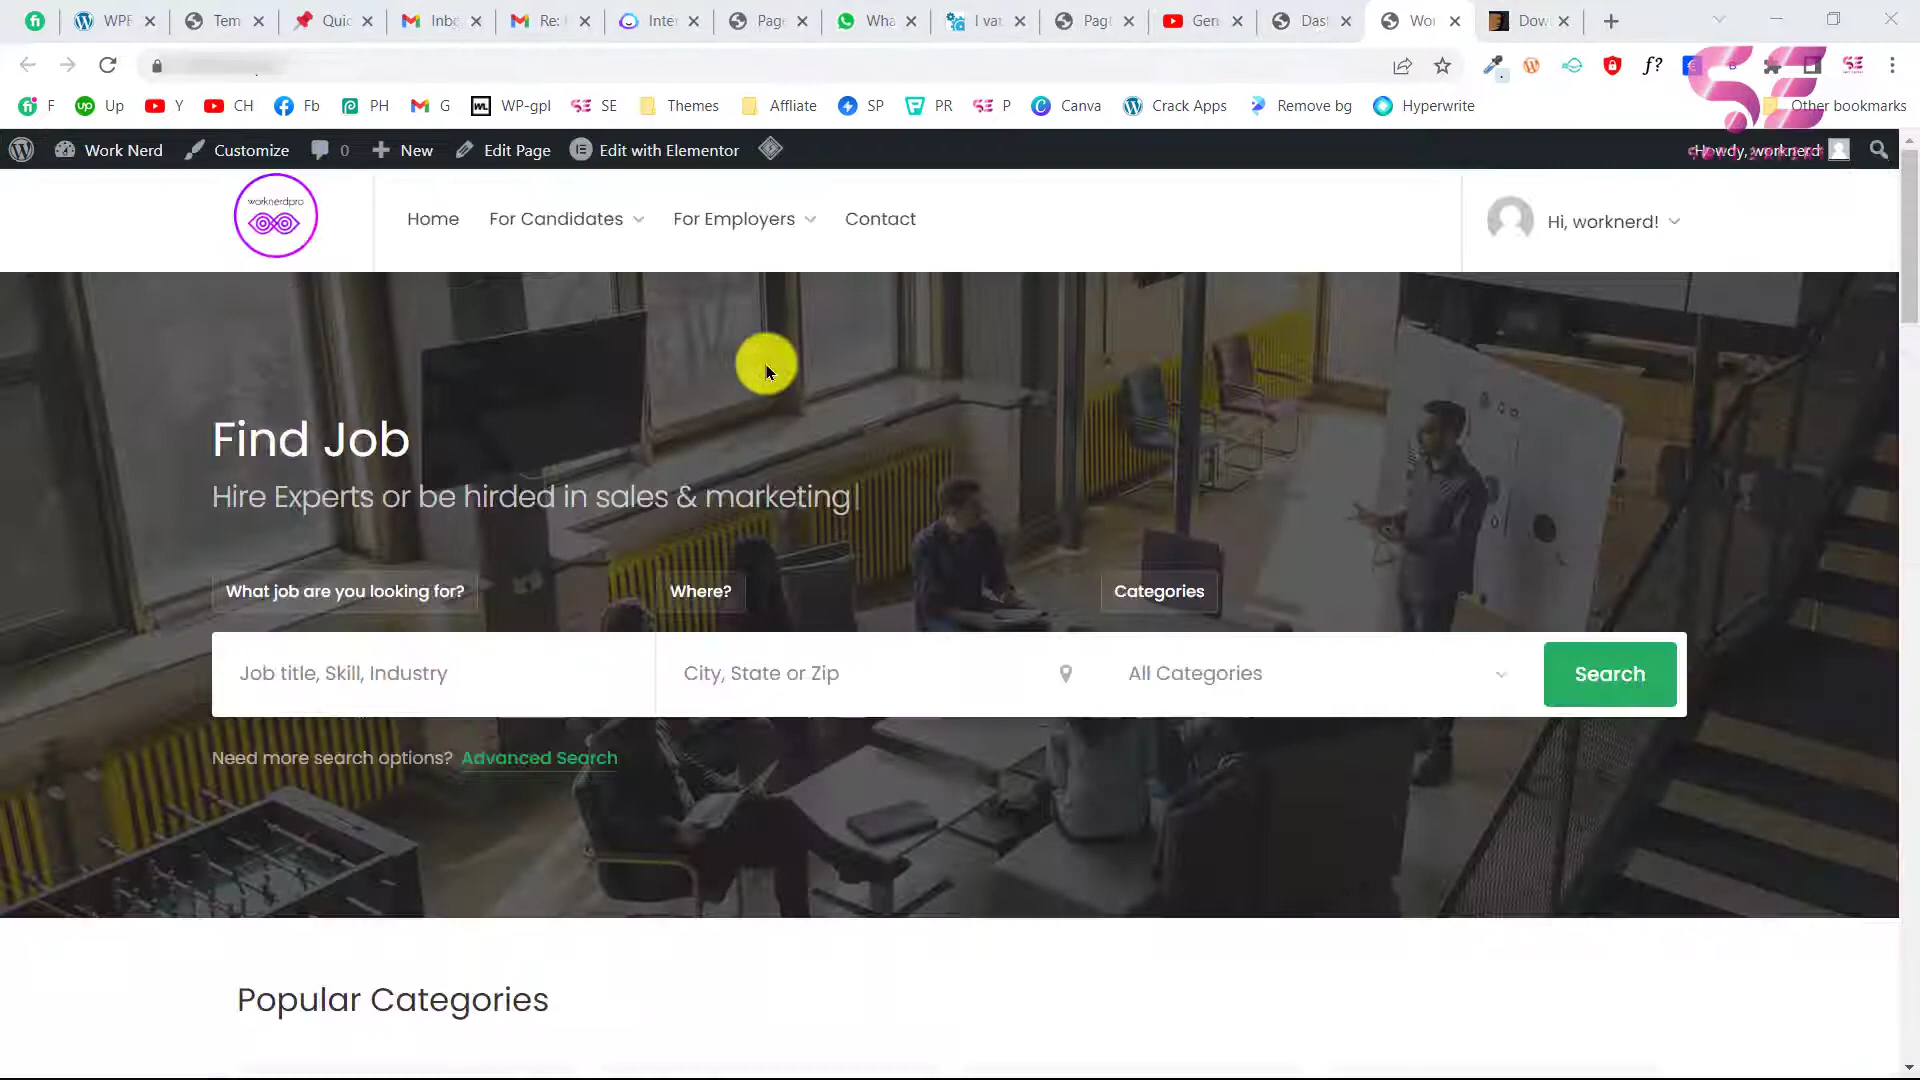 WPF
Tem
Quic
Inb
Re:
Inte
Page
Wha
I vat
Pag
Gen
Das
Wor
Dow
F
Up
Y
CH
Fb
PH
G
WP-gpl
SE
Themes
Affliate
SP
PR
P
Canva
Crack Apps
Remove bg
Hyperwrite
Other bookmarks
Work Nerd
Customize
0
New
Edit Page
Edit with Elementor
Howdy, worknerd
worknerdpro
Home
For Candidates
For Employers
Contact
Hi, worknerd!
Find Job
Hire Experts or be hirded in sales & marketing
What job are you looking for?
Where?
Categories
Job title, Skill, Industry
City, State or Zip
All Categories
Search
Need more search options? Advanced Search
Popular Categories